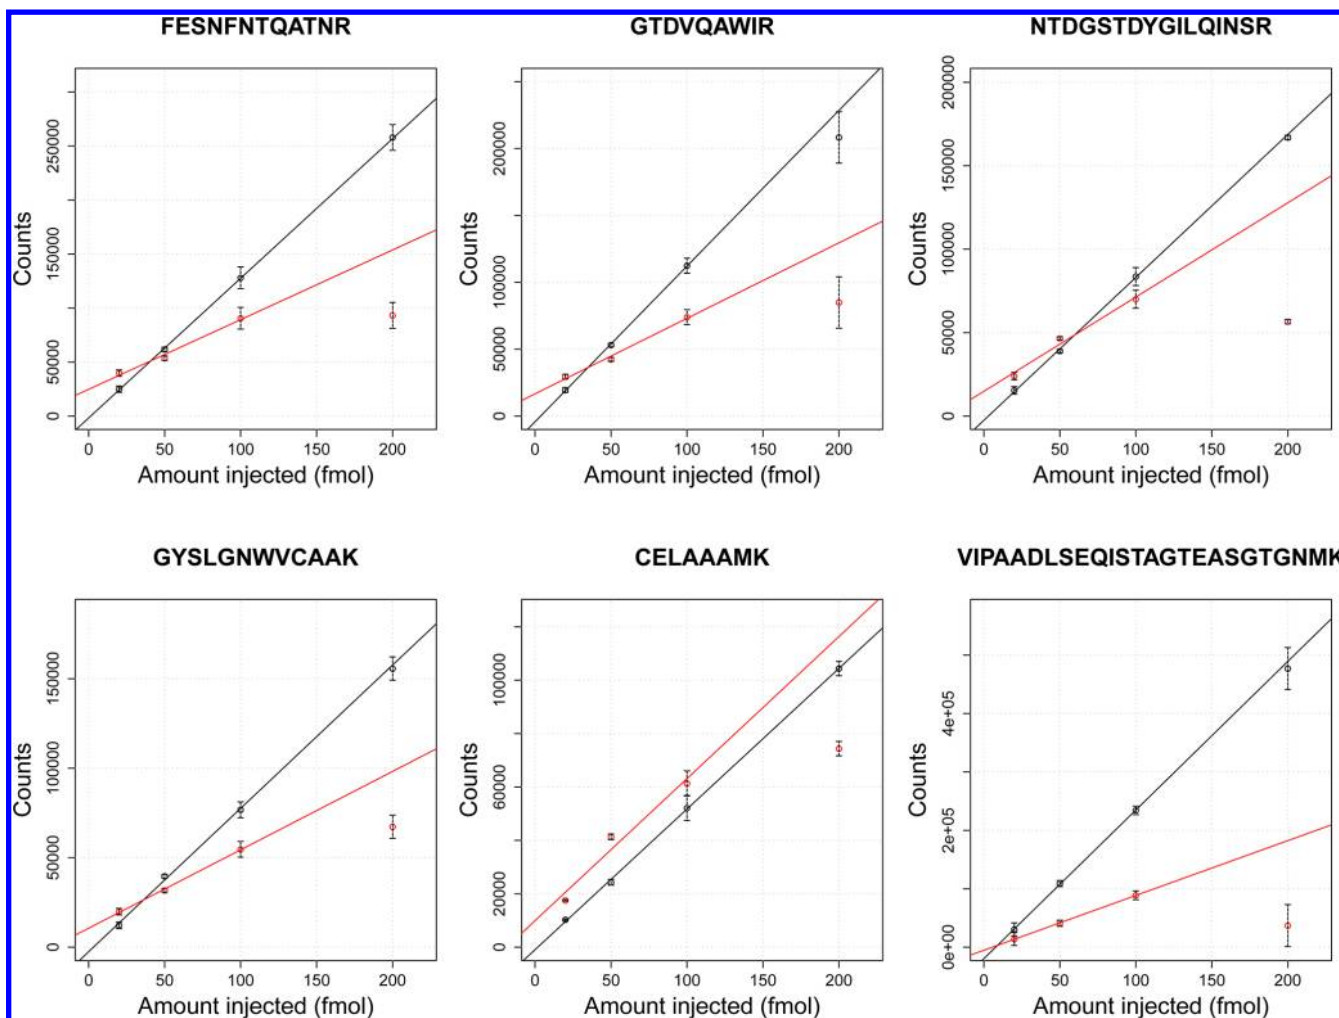 FESNFNTQATNR
GTDVQAWIR
NTDGSTDYGILQINSR
Counts
250000
150000
50000
0
0 50 100 150 200
Amount injected (fmol)
Counts
200000
100000
50000
0
0 50 100 150 200
Amount injected (fmol)
Counts
200000
150000
100000
50000
0
0 50 100 150 200
Amount injected (fmol)
GYSLGNWVCAAK
CELAAAMK
VIPAADLSEQISTAGTEASGTGNMK
Counts
150000
100000
50000
0
0 50 100 150 200
Amount injected (fmol)
Counts
100000
60000
20000
0
0 50 100 150 200
Amount injected (fmol)
Counts
4e+05
2e+05
0e+00
0 50 100 150 200
Amount injected (fmol)